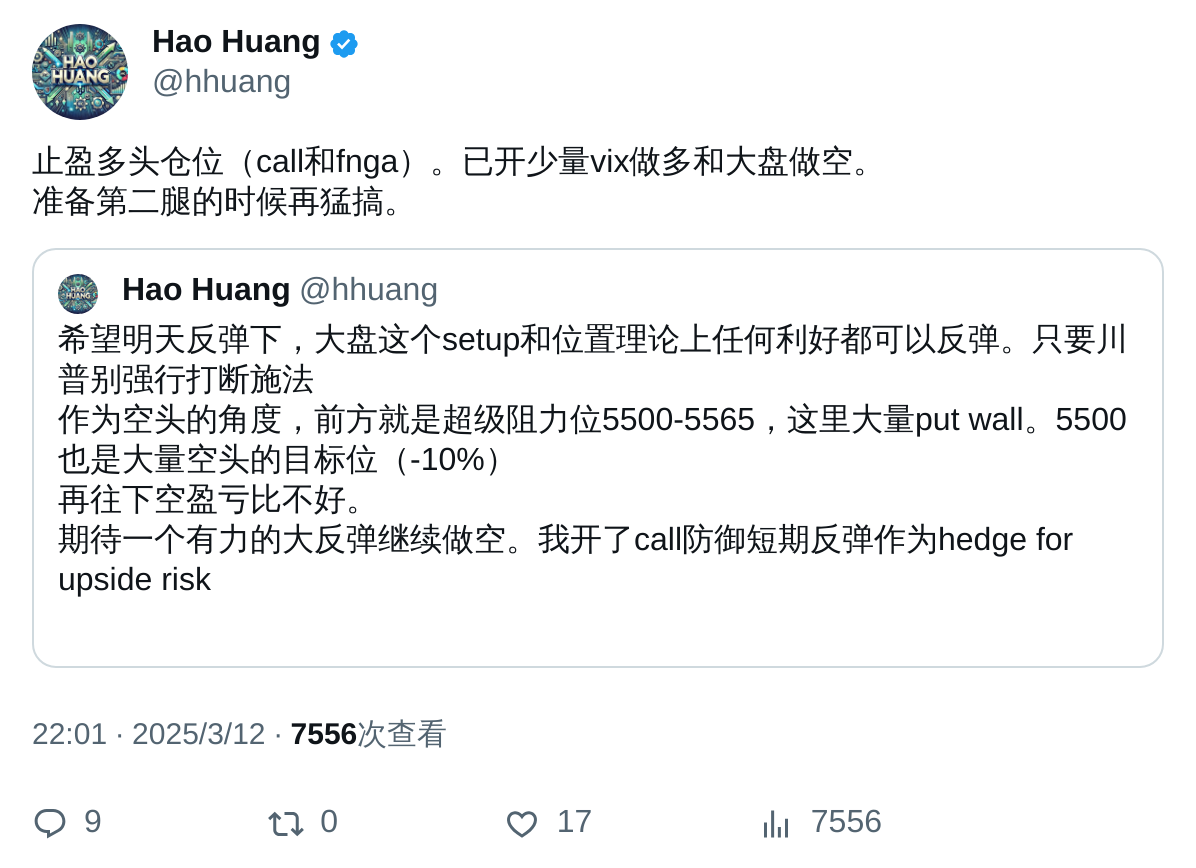 HAO
HUANG
Hao Huang
@hhuang
止盈多头仓位（call和fnga）。已开少量vix做多和大盘做空。
准备第二腿的时候再猛搞。
HAO
HUANG
Hao Huang @hhuang
希望明天反弹下，大盘这个setup和位置理论上任何利好都可以反弹。只要川
普别强行打断施法
作为空头的角度，前方就是超级阻力位5500-5565，这里大量put wall。5500
也是大量空头的目标位（-10%）
再往下空盈亏比不好。
期待一个有力的大反弹继续做空。我开了call防御短期反弹作为hedge for
upside risk
22:01 · 2025/3/12 · 7556次查看
9 0 17 7556